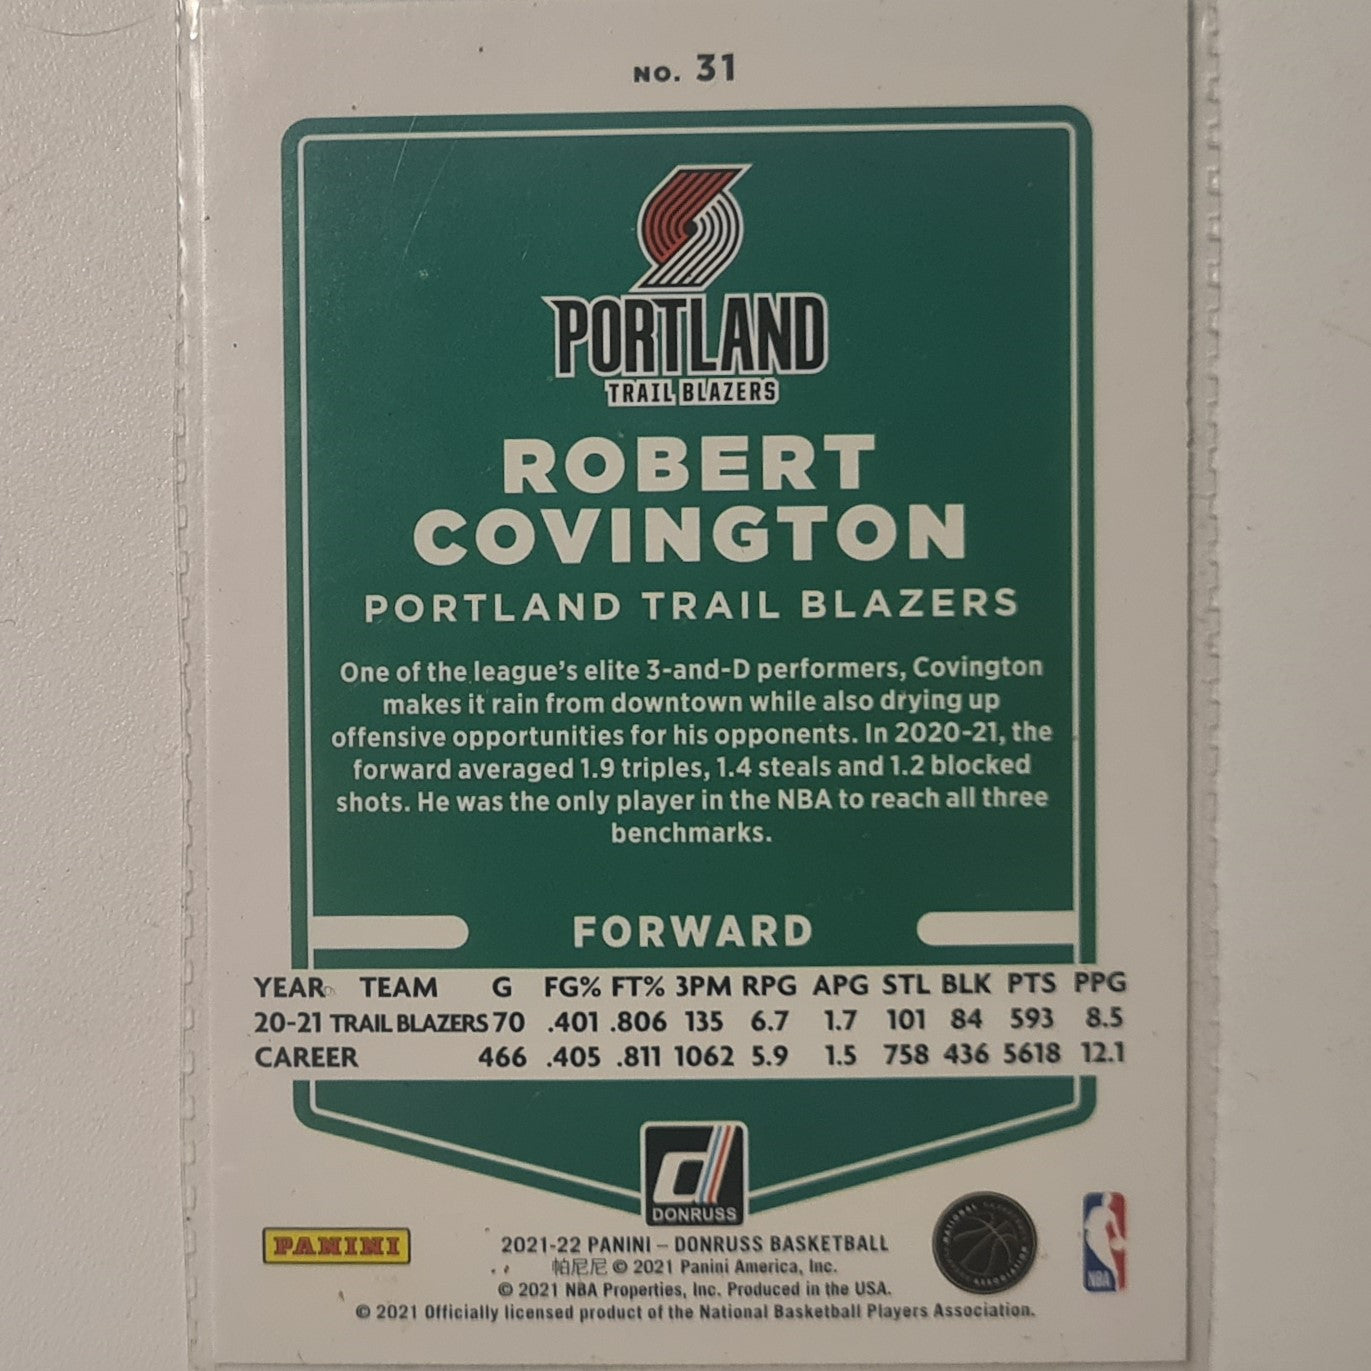 NO. 31
PORTLAND
TRAIL BLAZERS
ROBERT
COVINGTON
PORTLAND TRAIL BLAZERS
One of the league's elite 3-and-D performers, Covington
makes it rain from downtown while also drying up
offensive opportunities for his opponents. In 2020-21, the
forward averaged 1.9 triples, 1.4 steals and 1.2 blocked
shots. He was the only player in the NBA to reach all three
benchmarks.
FORWARD
YEAR TEAM G FG% FT% 3PM RPG APG STL BLK PTS PPG
20-21 TRAIL BLAZERS 70 .401 .806 135 6.7 1.7 101 84 593 8.5
CAREER 466 .405 .811 1062 5.9 1.5 758 436 5618 12.1
d
DONRUSS
PANINI
2021-22 PANINI – DONRUSS BASKETBALL
帕尼尼 © 2021 Panini America, Inc.
© 2021 NBA Properties, Inc. Produced in the USA.
© 2021 Officially licensed product of the National Basketball Players Association.
NATIONAL BASKETBALL PLAYERS ASSOCIATION
NBA